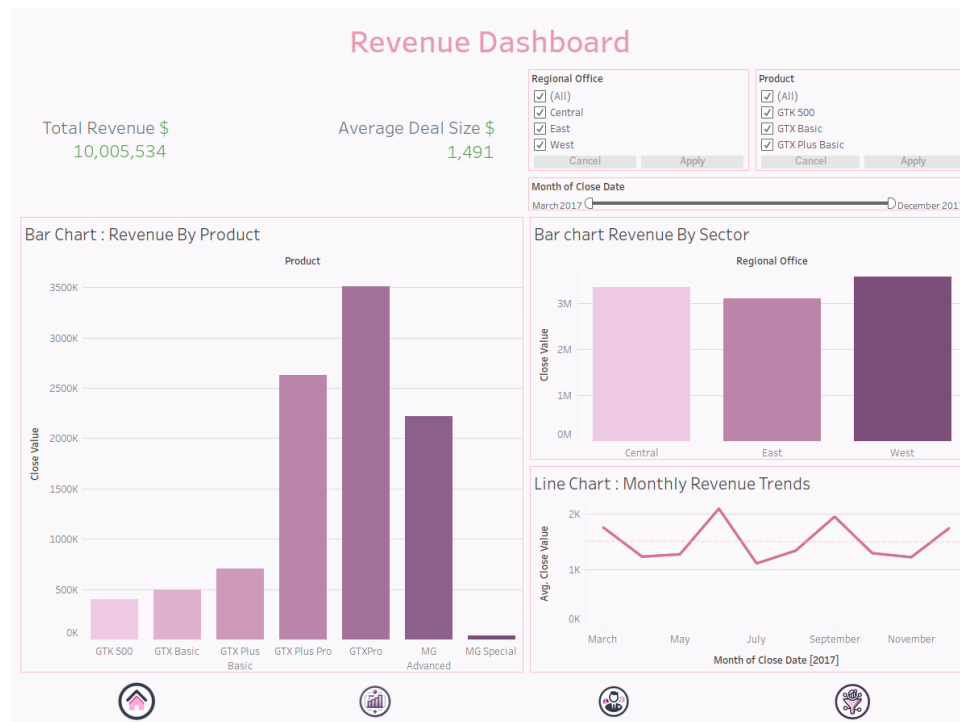 Revenue Dashboard
Total Revenue $
10,005,534
Average Deal Size $
1,491
Regional Office
(All)
Central
East
West
Cancel Apply
Product
(All)
GTK 500
GTX Basic
GTX Plus Basic
Cancel Apply
Month of Close Date
March 2017 December 2017
Bar Chart : Revenue By Product
Product
Close Value
3500K
3000K
2500K
2000K
1500K
1000K
500K
0K
GTK 500 GTX Basic GTX Plus Basic GTX Plus Pro GTXPro MG Advanced MG Special
Bar chart Revenue By Sector
Regional Office
Close Value
3M
2M
1M
0M
Central East West
Line Chart : Monthly Revenue Trends
Avg. Close Value
2K
1K
0K
March May July September November
Month of Close Date [2017]